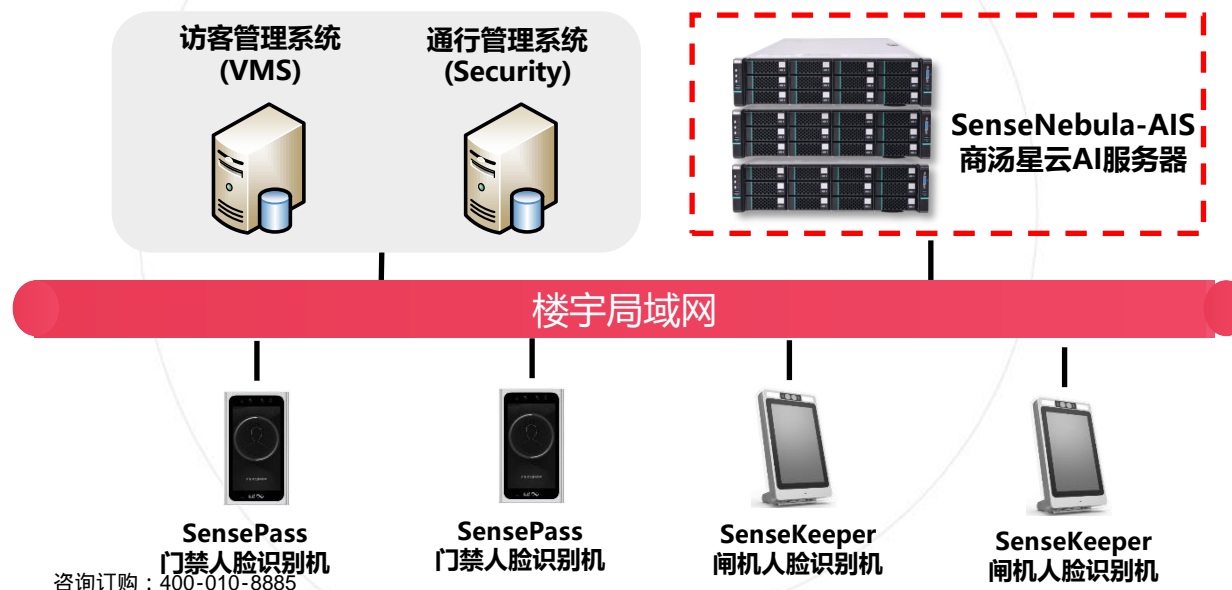 访客管理系统
(VMS)
通行管理系统
(Security)
SenseNebula-AIS
商汤星云AI服务器
楼宇局域网
SensePass
门禁人脸识别机
SensePass
门禁人脸识别机
SenseKeeper
闸机人脸识别机
SenseKeeper
闸机人脸识别机
咨询订购：400-010-8885